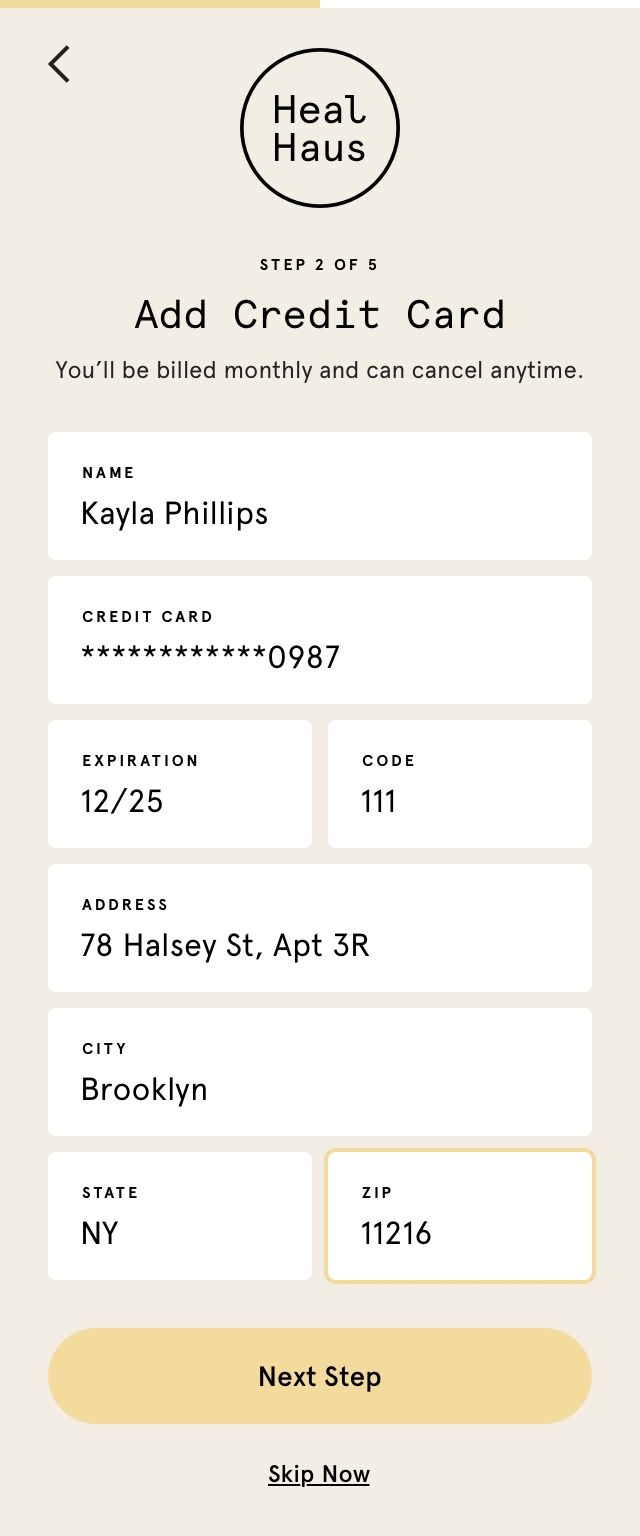 Heal
Haus
STEP 2 OF 5
Add Credit Card
You’ll be billed monthly and can cancel anytime.
NAME
Kayla Phillips
CREDIT CARD
************0987
EXPIRATION
12/25
CODE
111
ADDRESS
78 Halsey St, Apt 3R
CITY
Brooklyn
STATE
NY
ZIP
11216
Next Step
Skip Now